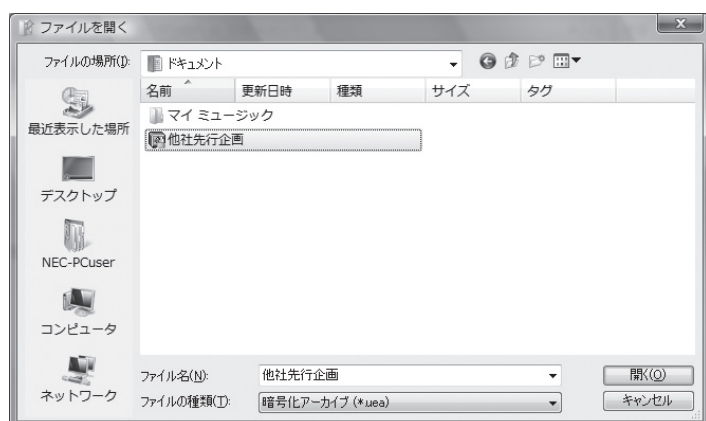 ファイルを開く
ファイルの場所(I):
ドキュメント
名前 更新日時 種類 サイズ タグ
マイ ミュージック
他社先行企画
最近表示した場所
デスクトップ
NEC-PCuser
コンピュータ
ネットワーク
ファイル名(N): 他社先行企画 開く(O)
ファイルの種類(T): 暗号化アーカイブ (*.uea) キャンセル